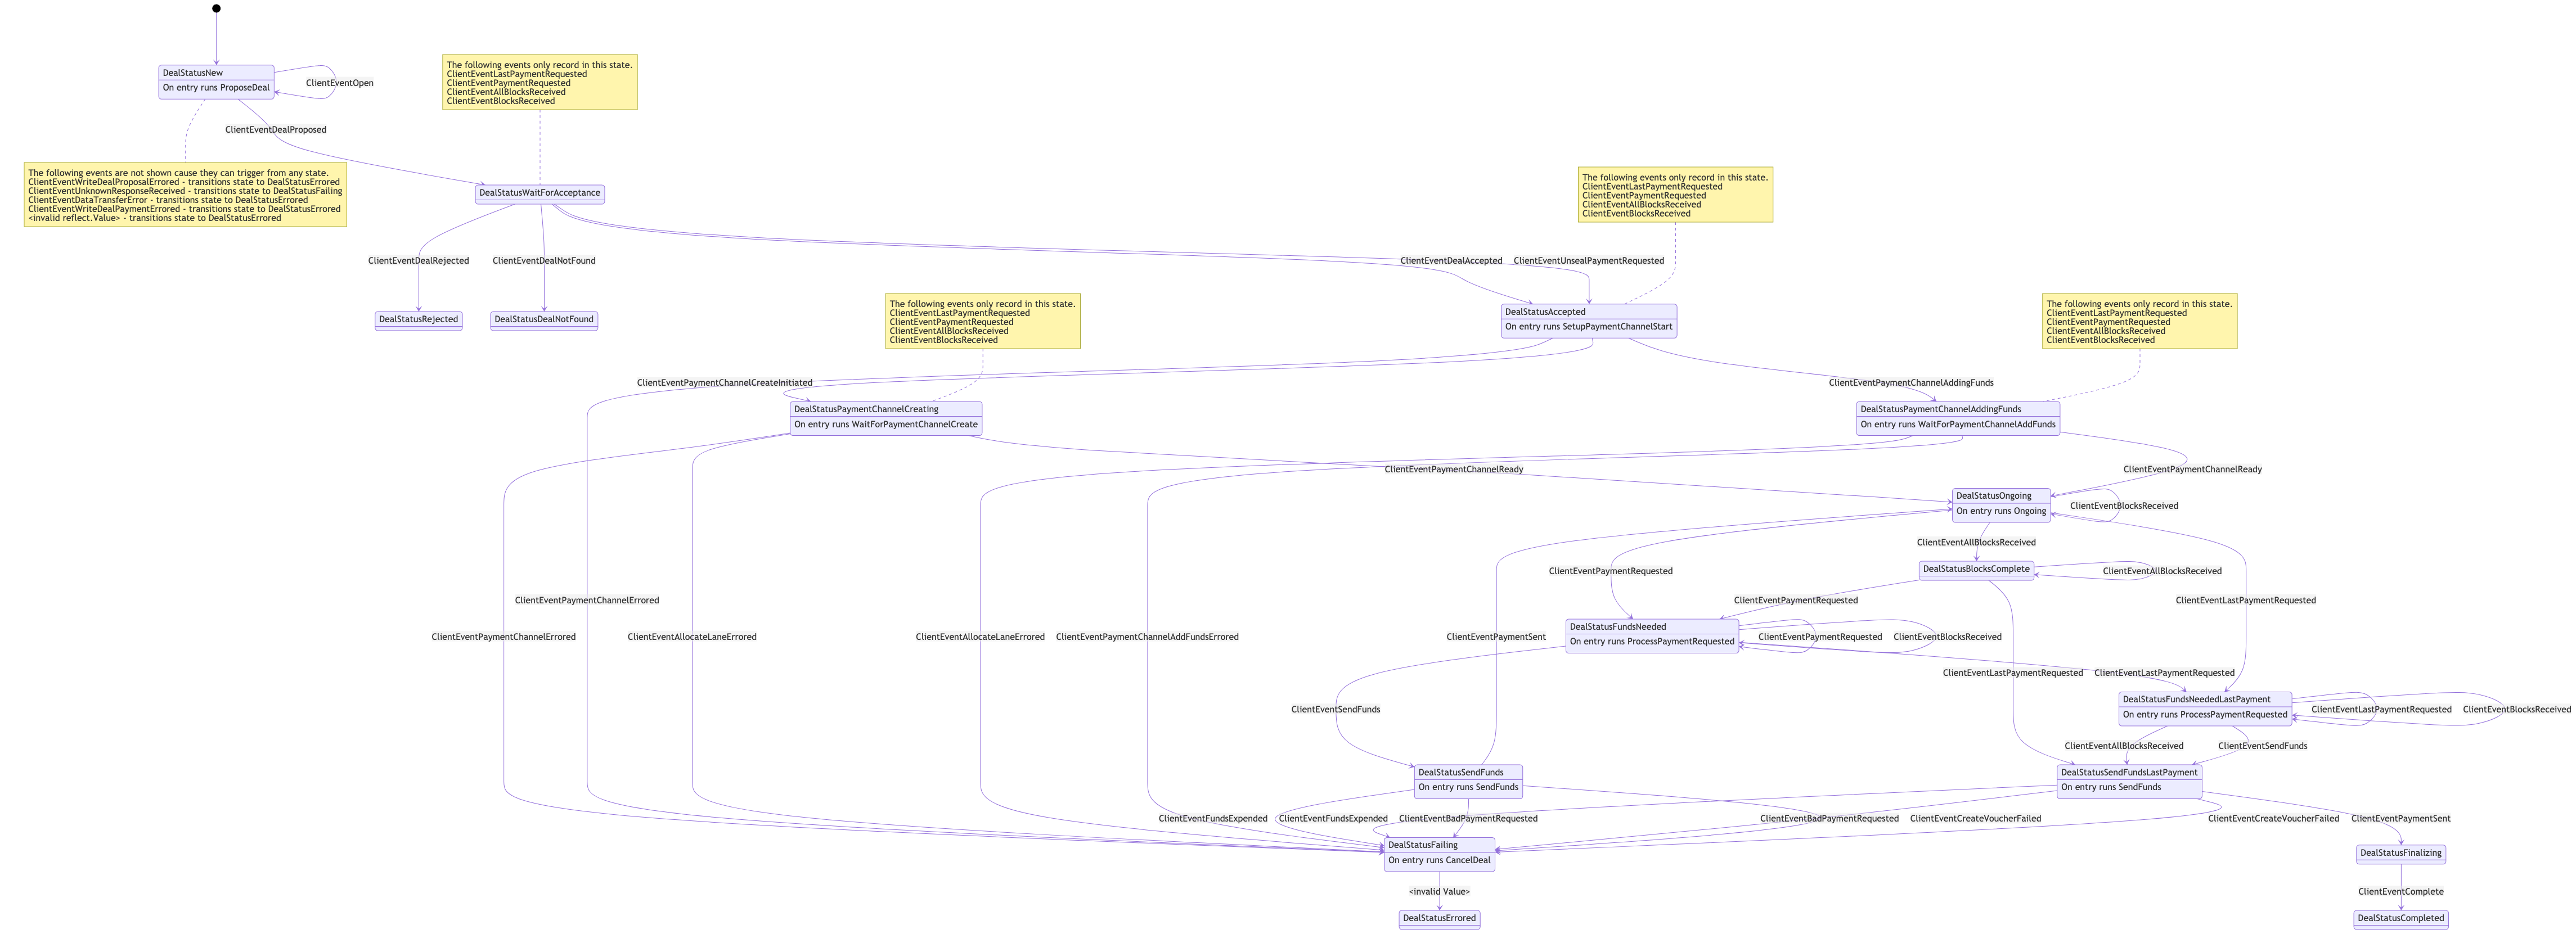 DealStatusNew
On entry runs ProposeDeal
ClientEventOpen
The following events only record in this state.
ClientEventLastPaymentRequested
ClientEventPaymentRequested
ClientEventAllBlocksReceived
ClientEventBlocksReceived
ClientEventDealProposed
The following events are not shown cause they can trigger from any state.
ClientEventWriteDealProposalErrored - transitions state to DealStatusErrored
ClientEventUnknownResponseReceived - transitions state to DealStatusFailing
ClientEventDataTransferError - transitions state to DealStatusErrored
ClientEventWriteDealPaymentErrored - transitions state to DealStatusErrored
<invalid reflect.Value> - transitions state to DealStatusErrored
DealStatusWaitForAcceptance
The following events only record in this state.
ClientEventLastPaymentRequested
ClientEventPaymentRequested
ClientEventAllBlocksReceived
ClientEventBlocksReceived
ClientEventDealRejected
ClientEventDealNotFound
ClientEventDealAccepted
ClientEventUnsealPaymentRequested
DealStatusRejected
DealStatusDealNotFound
The following events only record in this state.
ClientEventLastPaymentRequested
ClientEventPaymentRequested
ClientEventAllBlocksReceived
ClientEventBlocksReceived
DealStatusAccepted
On entry runs SetupPaymentChannelStart
The following events only record in this state.
ClientEventLastPaymentRequested
ClientEventPaymentRequested
ClientEventAllBlocksReceived
ClientEventBlocksReceived
ClientEventPaymentChannelCreateInitiated
ClientEventPaymentChannelAddingFunds
DealStatusPaymentChannelCreating
On entry runs WaitForPaymentChannelCreate
DealStatusPaymentChannelAddingFunds
On entry runs WaitForPaymentChannelAddFunds
ClientEventPaymentChannelReady
ClientEventPaymentChannelReady
DealStatusOngoing
On entry runs Ongoing
ClientEventBlocksReceived
ClientEventAllBlocksReceived
DealStatusBlocksComplete
ClientEventAllBlocksReceived
ClientEventPaymentRequested
ClientEventPaymentChannelErrored
ClientEventPaymentRequested
ClientEventLastPaymentRequested
DealStatusFundsNeeded
On entry runs ProcessPaymentRequested
ClientEventPaymentChannelErrored
ClientEventAllocateLaneErrored
ClientEventAllocateLaneErrored
ClientEventPaymentChannelAddFundsErrored
ClientEventPaymentSent
ClientEventPaymentRequested
ClientEventBlocksReceived
ClientEventLastPaymentRequested
ClientEventLastPaymentRequested
DealStatusFundsNeededLastPayment
On entry runs ProcessPaymentRequested
ClientEventSendFunds
ClientEventLastPaymentRequested
ClientEventBlocksReceived
ClientEventAllBlocksReceived
ClientEventSendFunds
DealStatusSendFunds
On entry runs SendFunds
DealStatusSendFundsLastPayment
On entry runs SendFunds
ClientEventFundsExpended
ClientEventFundsExpended
ClientEventBadPaymentRequested
ClientEventBadPaymentRequested
ClientEventCreateVoucherFailed
ClientEventCreateVoucherFailed
ClientEventPaymentSent
DealStatusFailing
On entry runs CancelDeal
DealStatusFinalizing
<invalid Value>
ClientEventComplete
DealStatusErrored
DealStatusCompleted